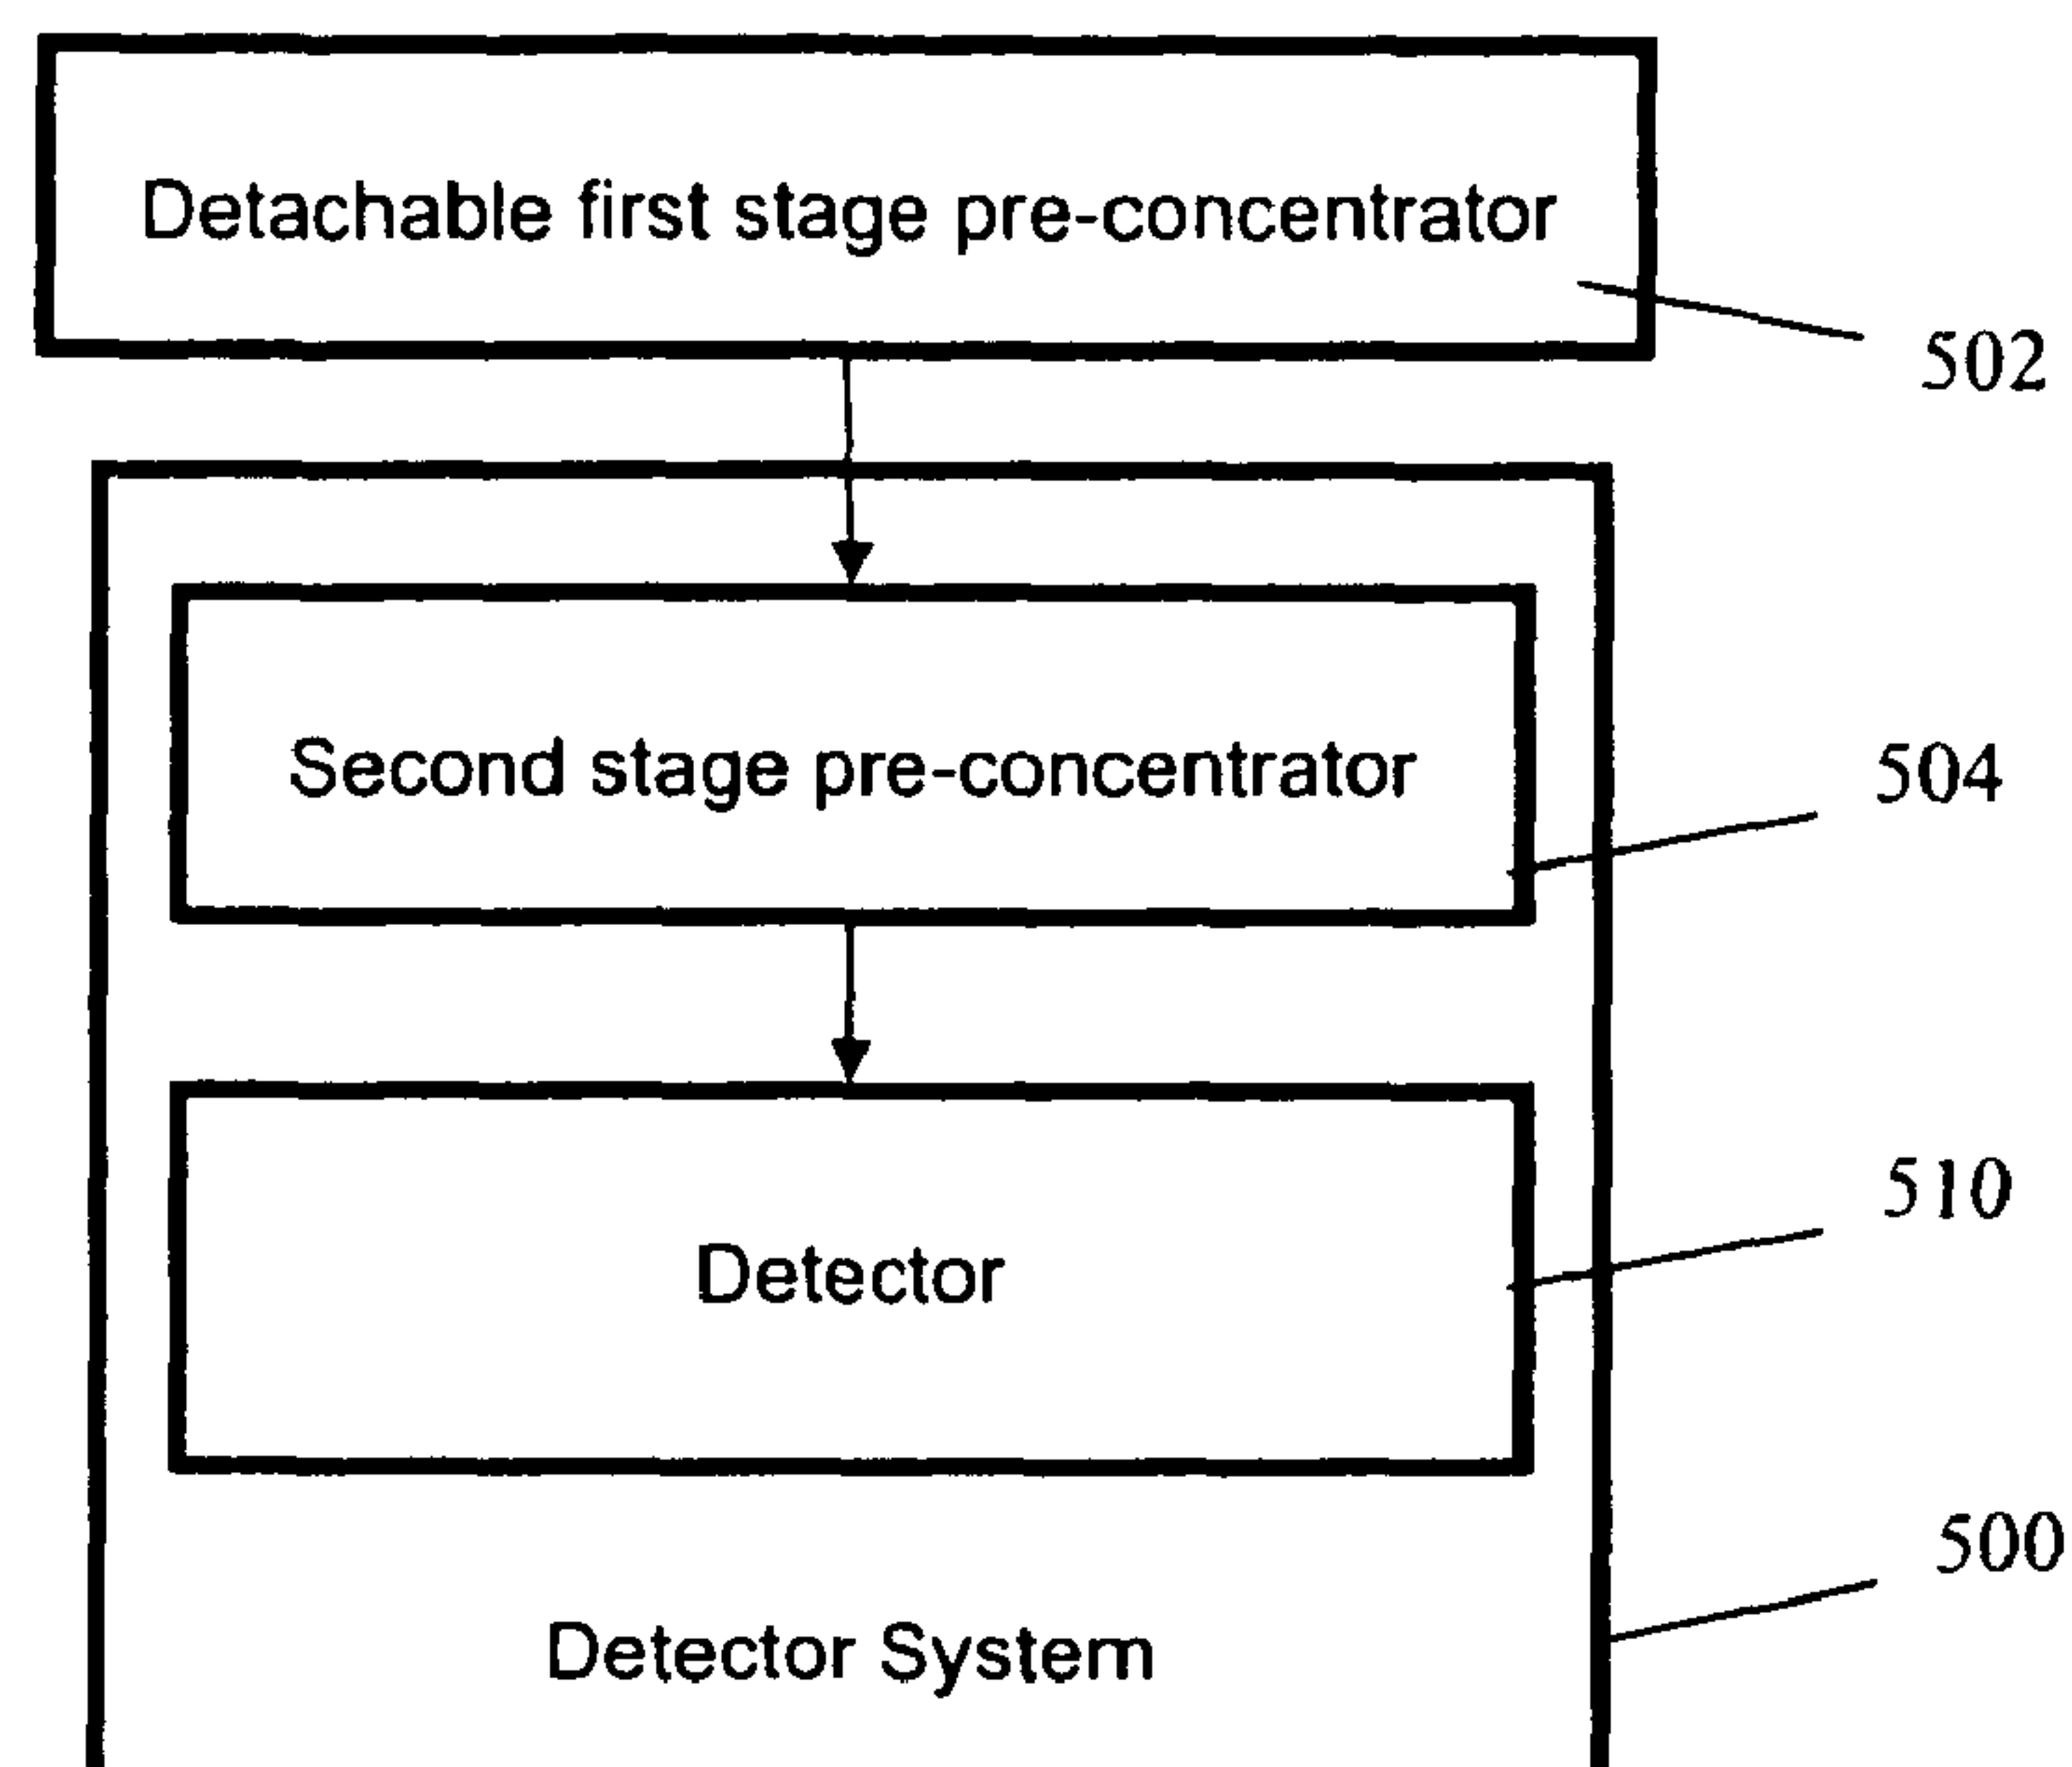 Detachable first stage pre-concentrator
502
Second stage pre-concentrator
504
510
Detector
500
Detector System